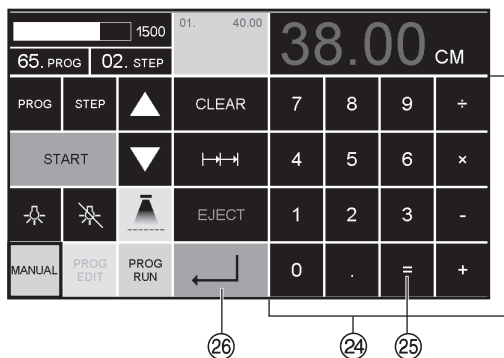 1500
01. 40.00
38.00 CM
65. PROG 02. STEP
PROG STEP CLEAR 7 8 9 ÷
START 4 5 6 ×
EJECT 1 2 3 -
MANUAL PROG EDIT PROG RUN 0 . = +
26 24 25